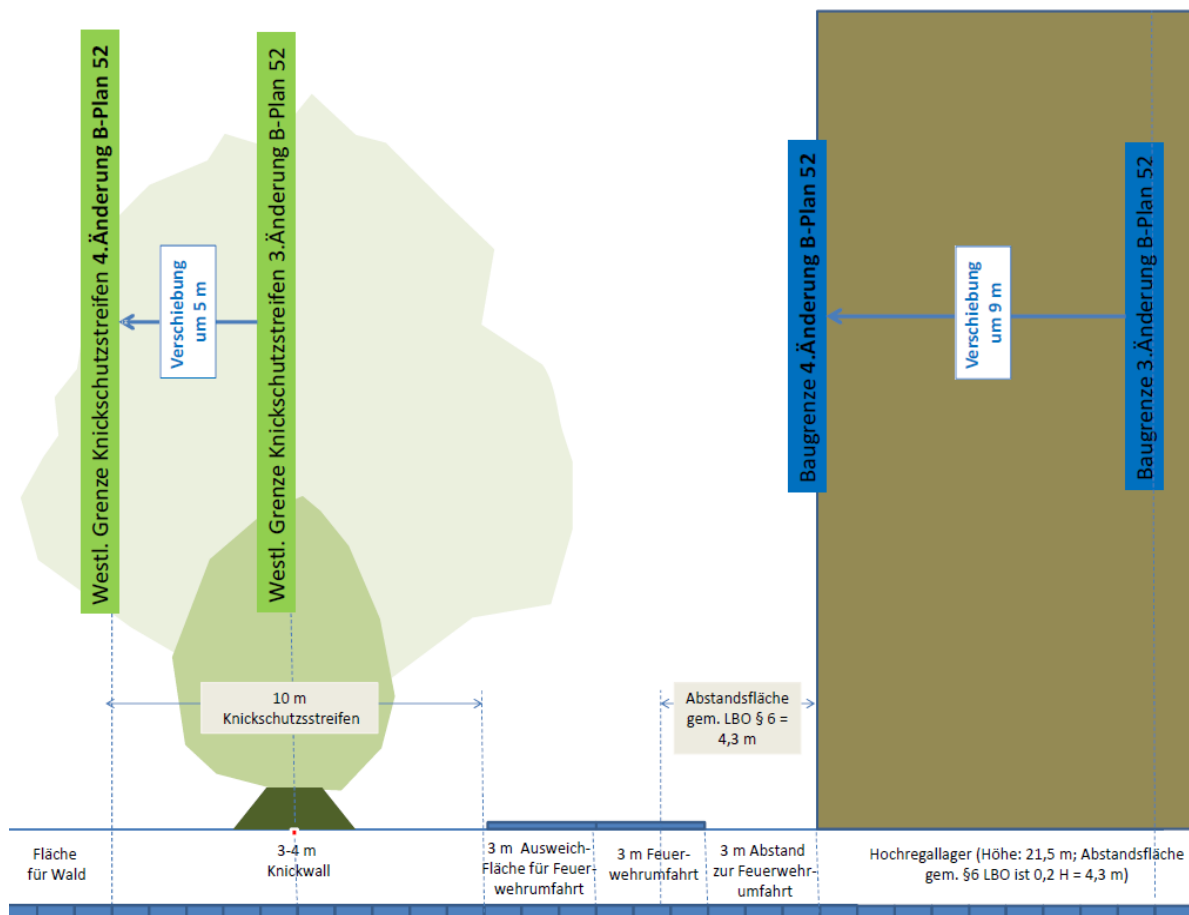 Westl. Grenze Knickschutzstreifen 4.Änderung B-Plan 52
Verschiebung
um 5 m
Westl. Grenze Knickschutzstreifen 3.Änderung B-Plan 52
Baugrenze 4.Änderung B-Plan 52
Verschiebung
um 9 m
Baugrenze 3.Änderung B-Plan 52
10 m
Knickschutzsstreifen
Abstandsfläche
gem. LBO § 6 =
4,3 m
Fläche
für Wald
3-4 m
Knickwall
3 m Ausweich-
Fläche für Feuer-
wehrumfahrt
3 m Feuer-
wehrumfahrt
3 m Abstand
zur Feuerwehr-
umfahrt
Hochregallager (Höhe: 21,5 m; Abstandsfläche
gem. §6 LBO ist 0,2 H = 4,3 m)